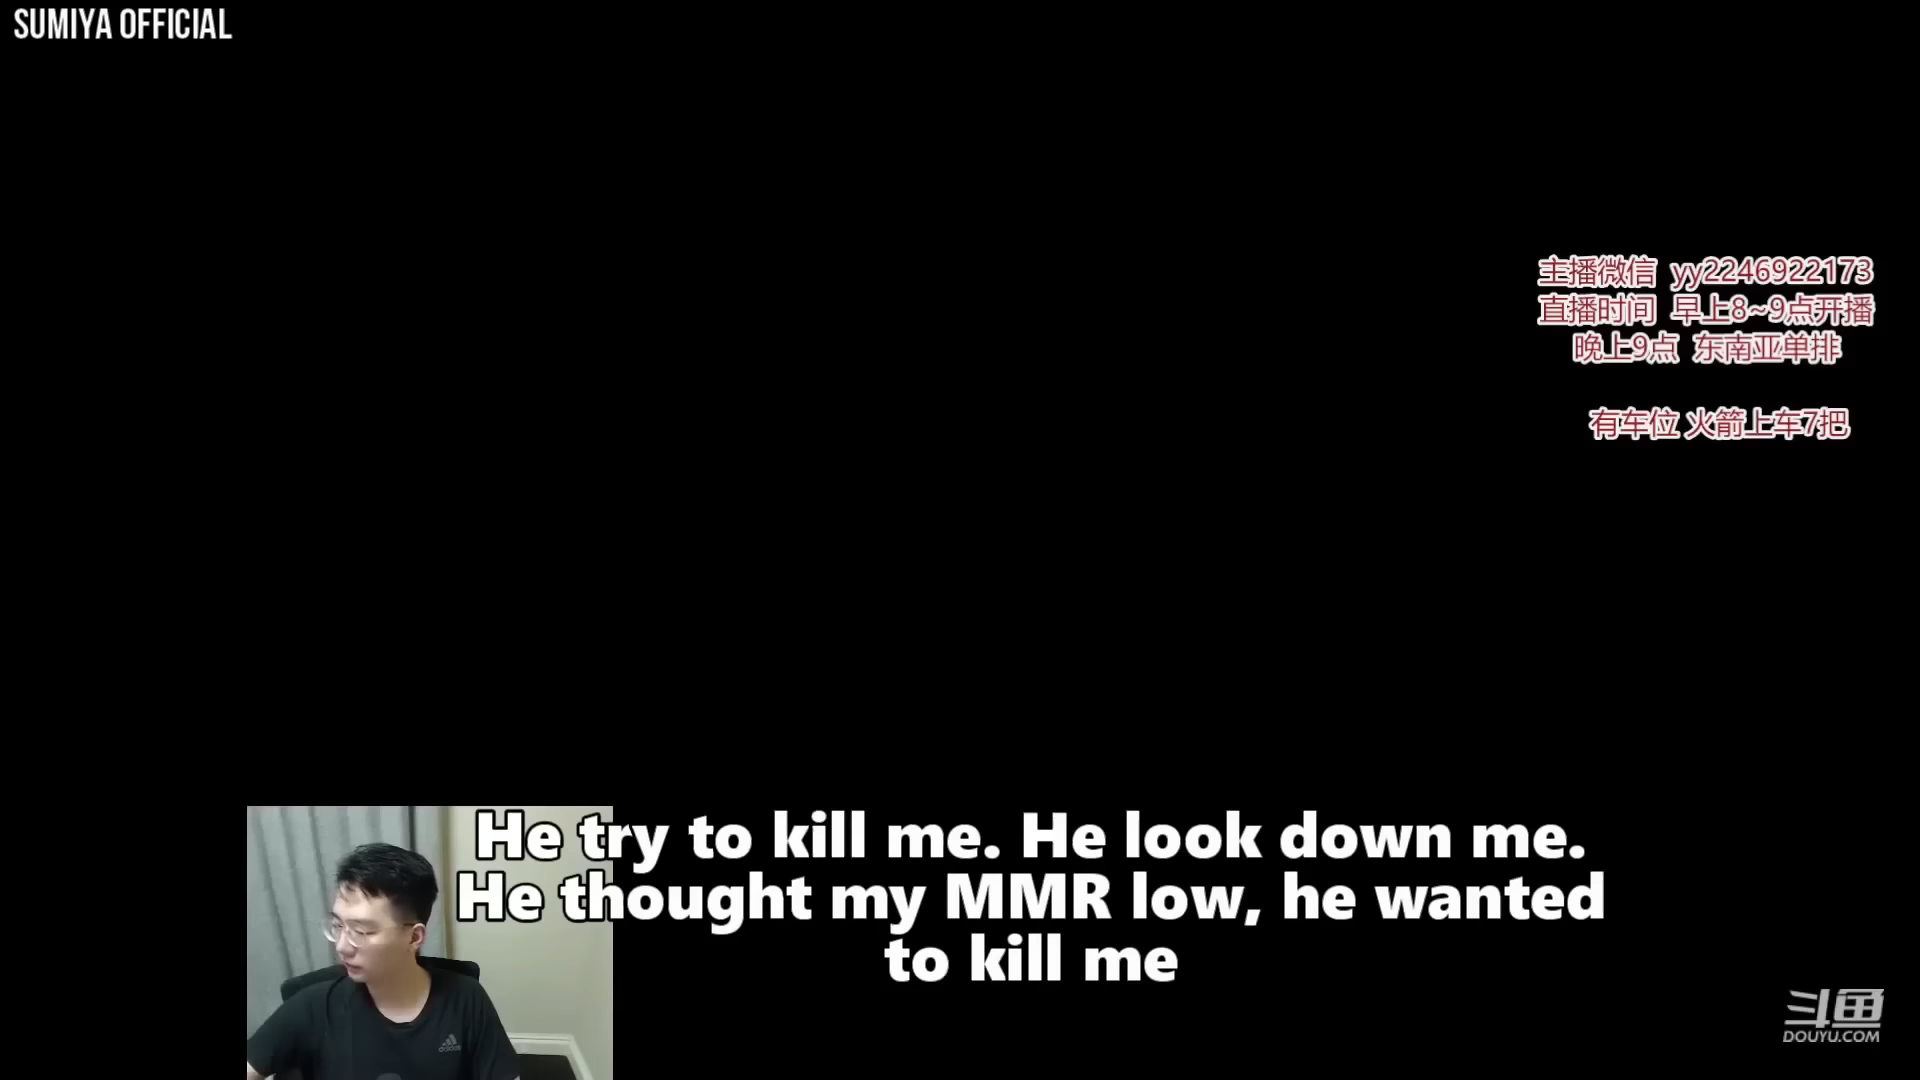 SUMIYA OFFICIAL
主播微信 yy2246922173
直播时间 早上8~9点开播
晚上9点 东南亚单排
有车位 火箭上车7把
He try to kill me. He look down me.
He thought my MMR low, he wanted
to kill me
adidas
斗鱼
DOUYU.COM